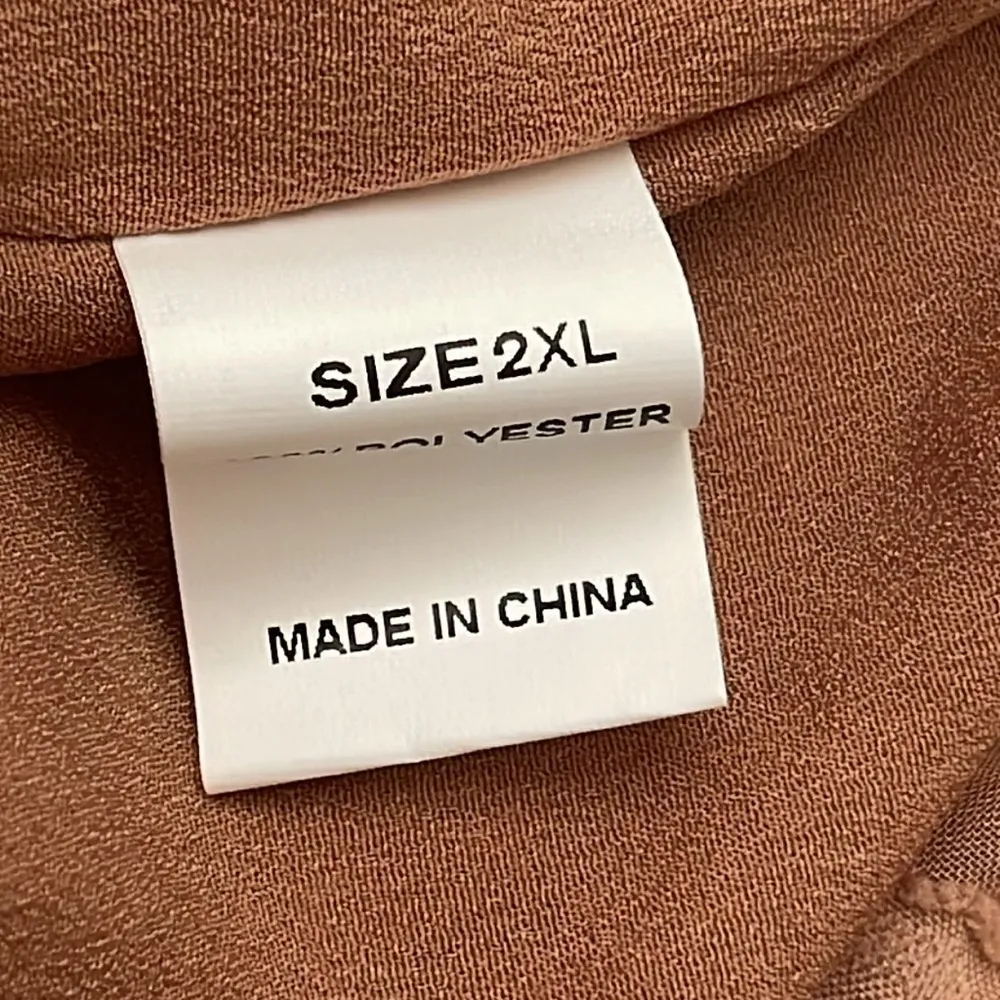 SIZE 2XL
POLYESTER
MADE IN CHINA